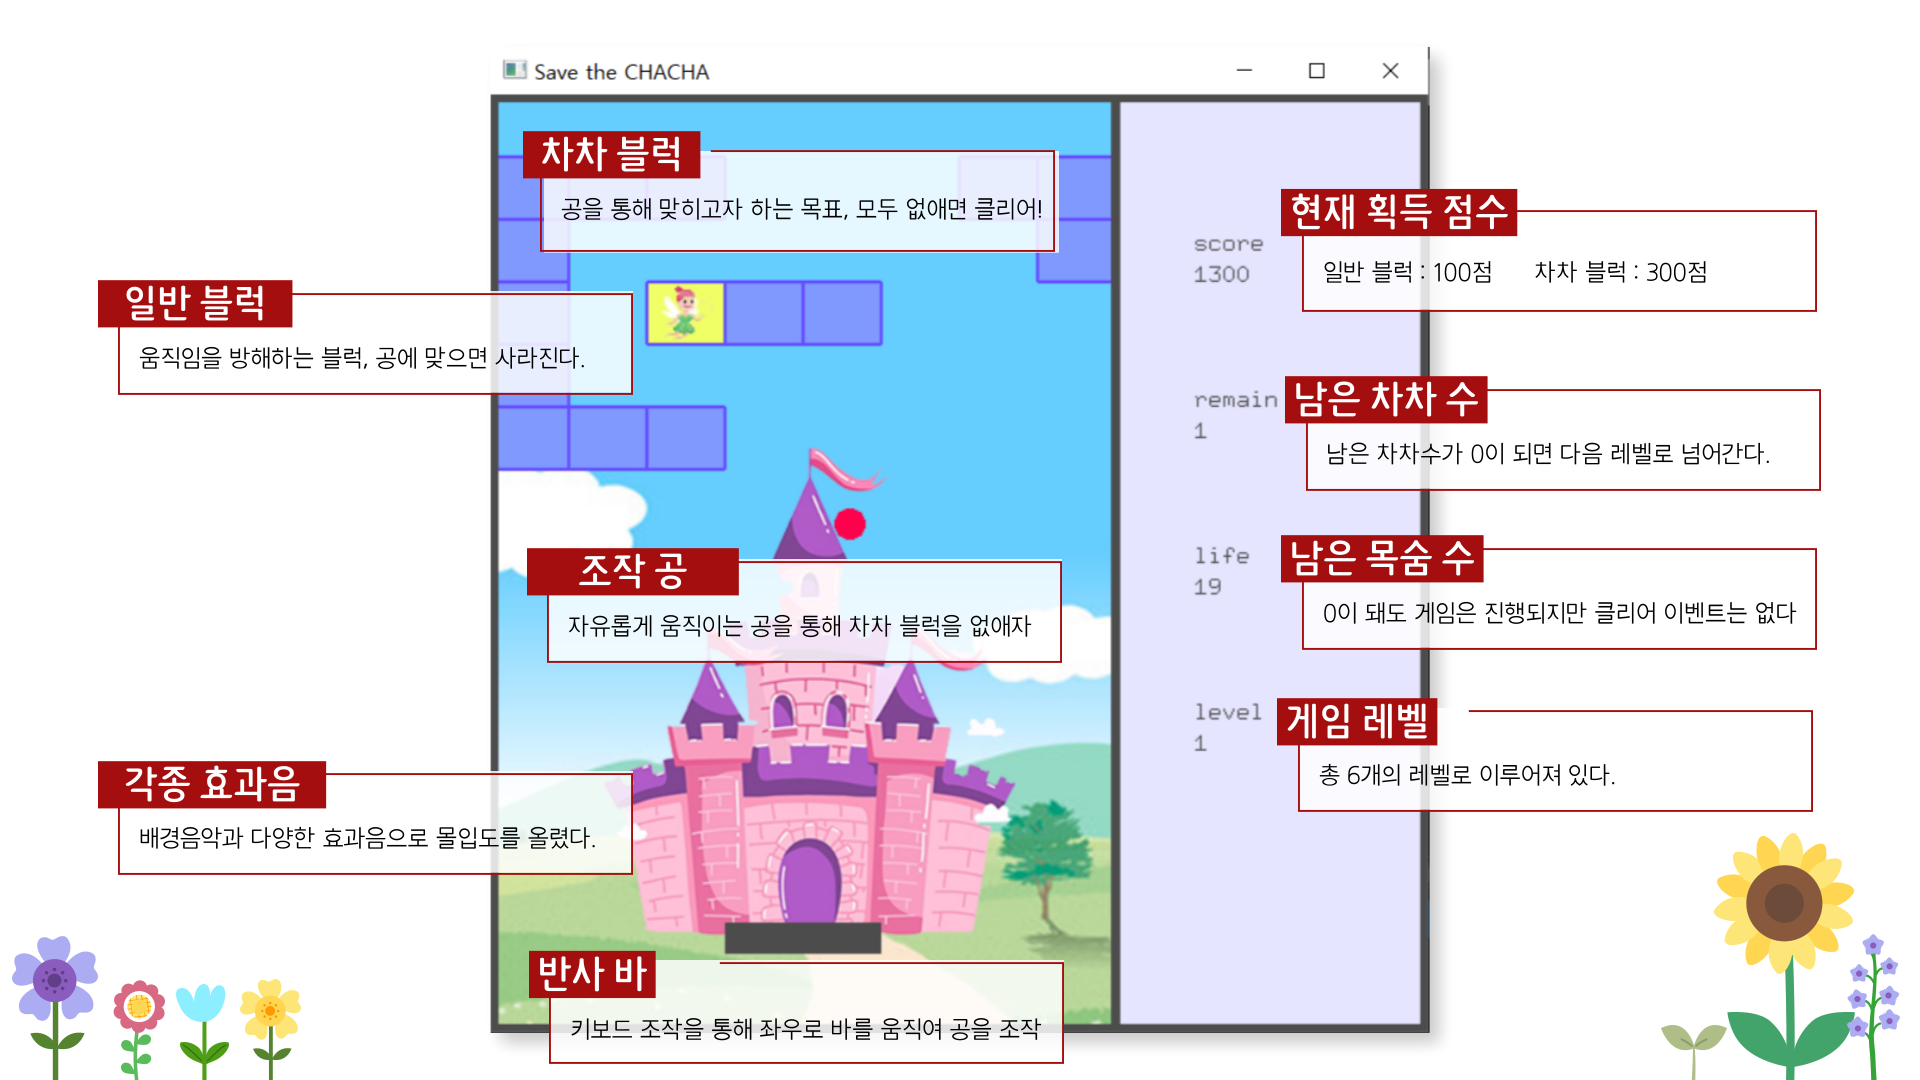 Save the CHACHA
차차 블럭
공을 통해 맞히고자 하는 목표, 모두 없애면 클리어!
일반 블럭
움직임을 방해하는 블럭, 공에 맞으면 사라진다.
조작 공
자유롭게 움직이는 공을 통해 차차 블럭을 없애자
각종 효과음
배경음악과 다양한 효과음으로 몰입도를 올렸다.
반사 바
키보드 조작을 통해 좌우로 바를 움직여 공을 조작
score
1300
현재 획득 점수
일반 블럭 : 100점 차차 블럭 : 300점
remain
1
남은 차차 수
남은 차차수가 0이 되면 다음 레벨로 넘어간다.
life
19
남은 목숨 수
0이 돼도 게임은 진행되지만 클리어 이벤트는 없다
level
1
게임 레벨
총 6개의 레벨로 이루어져 있다.